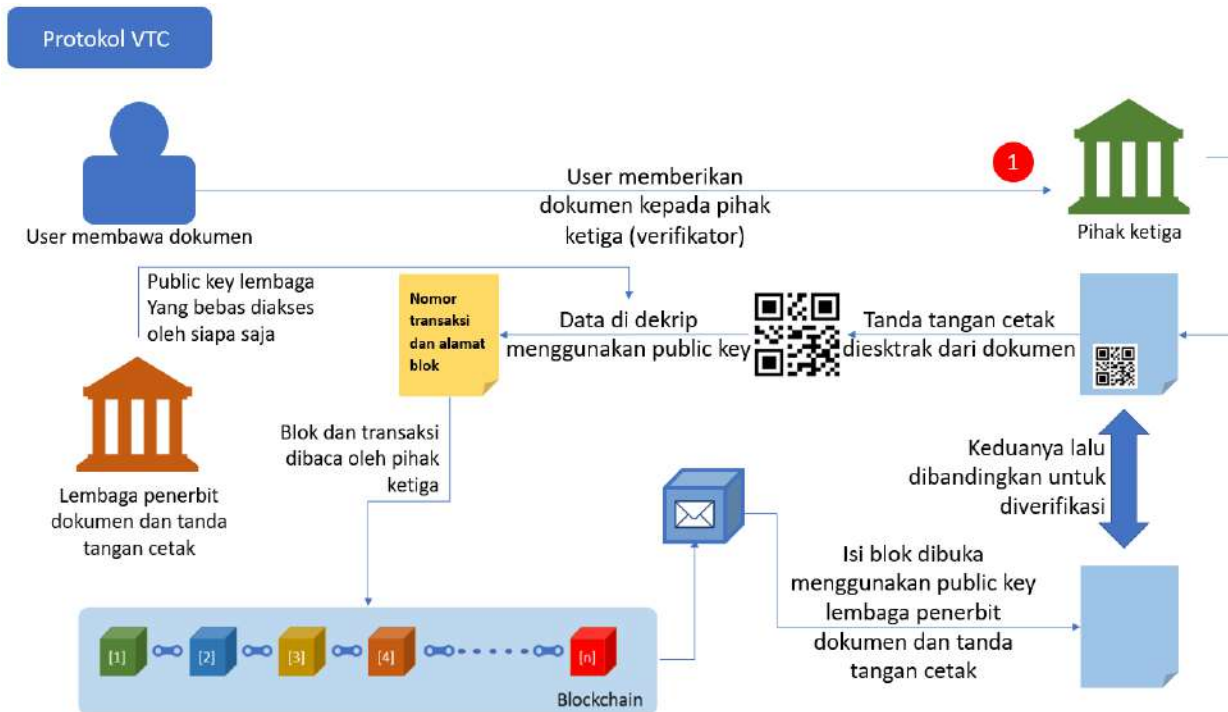 Protokol VTC
1
User memberikan
dokumen kepada pihak
ketiga (verifikator)
User membawa dokumen
Pihak ketiga
Public key lembaga
Yang bebas diakses
oleh siapa saja
Nomor
transaksi
dan alamat
blok
Data di dekrip
menggunakan public key
Tanda tangan cetak
diesktrak dari dokumen
Blok dan transaksi
dibaca oleh pihak
ketiga
Keduanya lalu
dibandingkan untuk
diverifikasi
Lembaga penerbit
dokumen dan tanda
tangan cetak
Isi blok dibuka
menggunakan public key
lembaga penerbit
dokumen dan tanda
tangan cetak
[1]
[2]
[3]
[4]
[n]
Blockchain